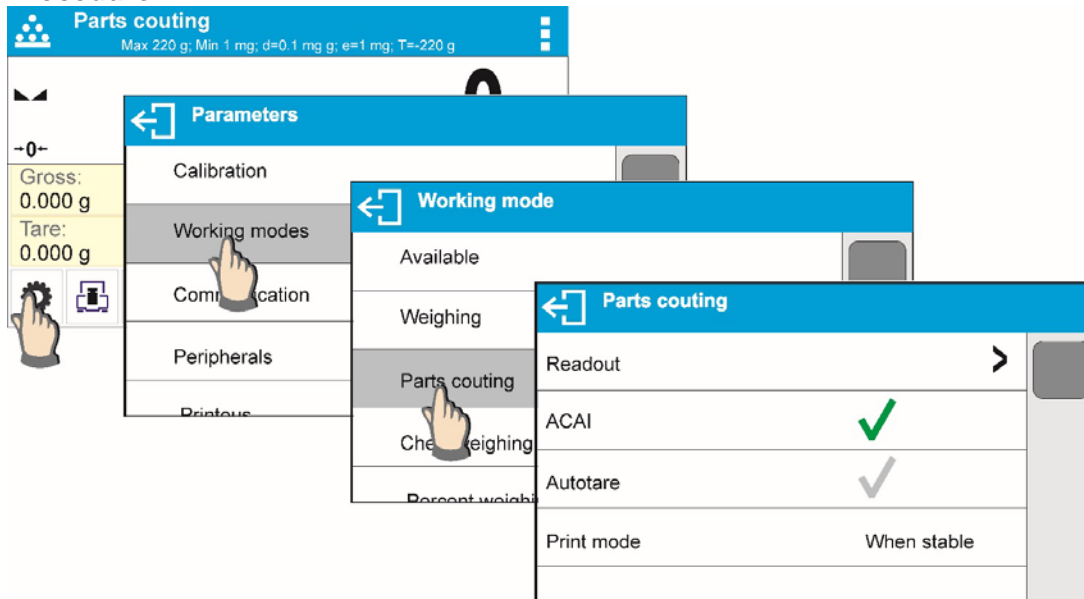 Parts couting
Max 220 g; Min 1 mg; d=0.1 mg g; e=1 mg; T=-220 g
Parameters
→0←
Gross:
0.000 g
Tare:
0.000 g
Calibration
Working modes
Peripherals
Working mode
Available
Weighing
Parts couting
Parts couting
Readout
ACAI
Autotare
Print mode
When stable